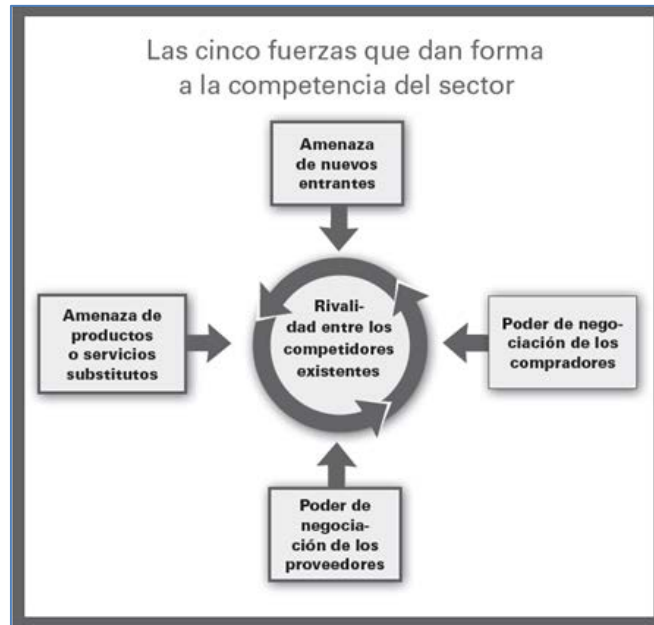 Las cinco fuerzas que dan forma
a la competencia del sector
Amenaza
de nuevos
entrantes
Amenaza de
productos
o servicios
substitutos
Rivali-
dad entre los
competidores
existentes
Poder de nego-
ciación de los
compradores
Poder de
negocia-
ción de los
proveedores